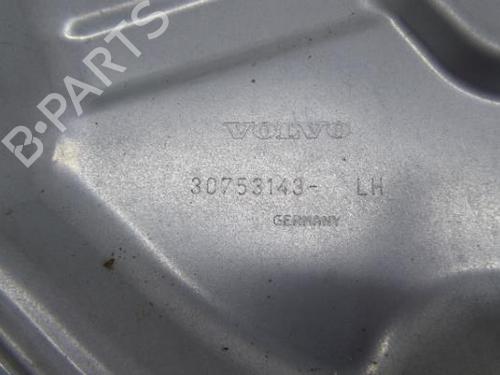 B-PARTS
VOLVO
30753143- LH
GERMANY